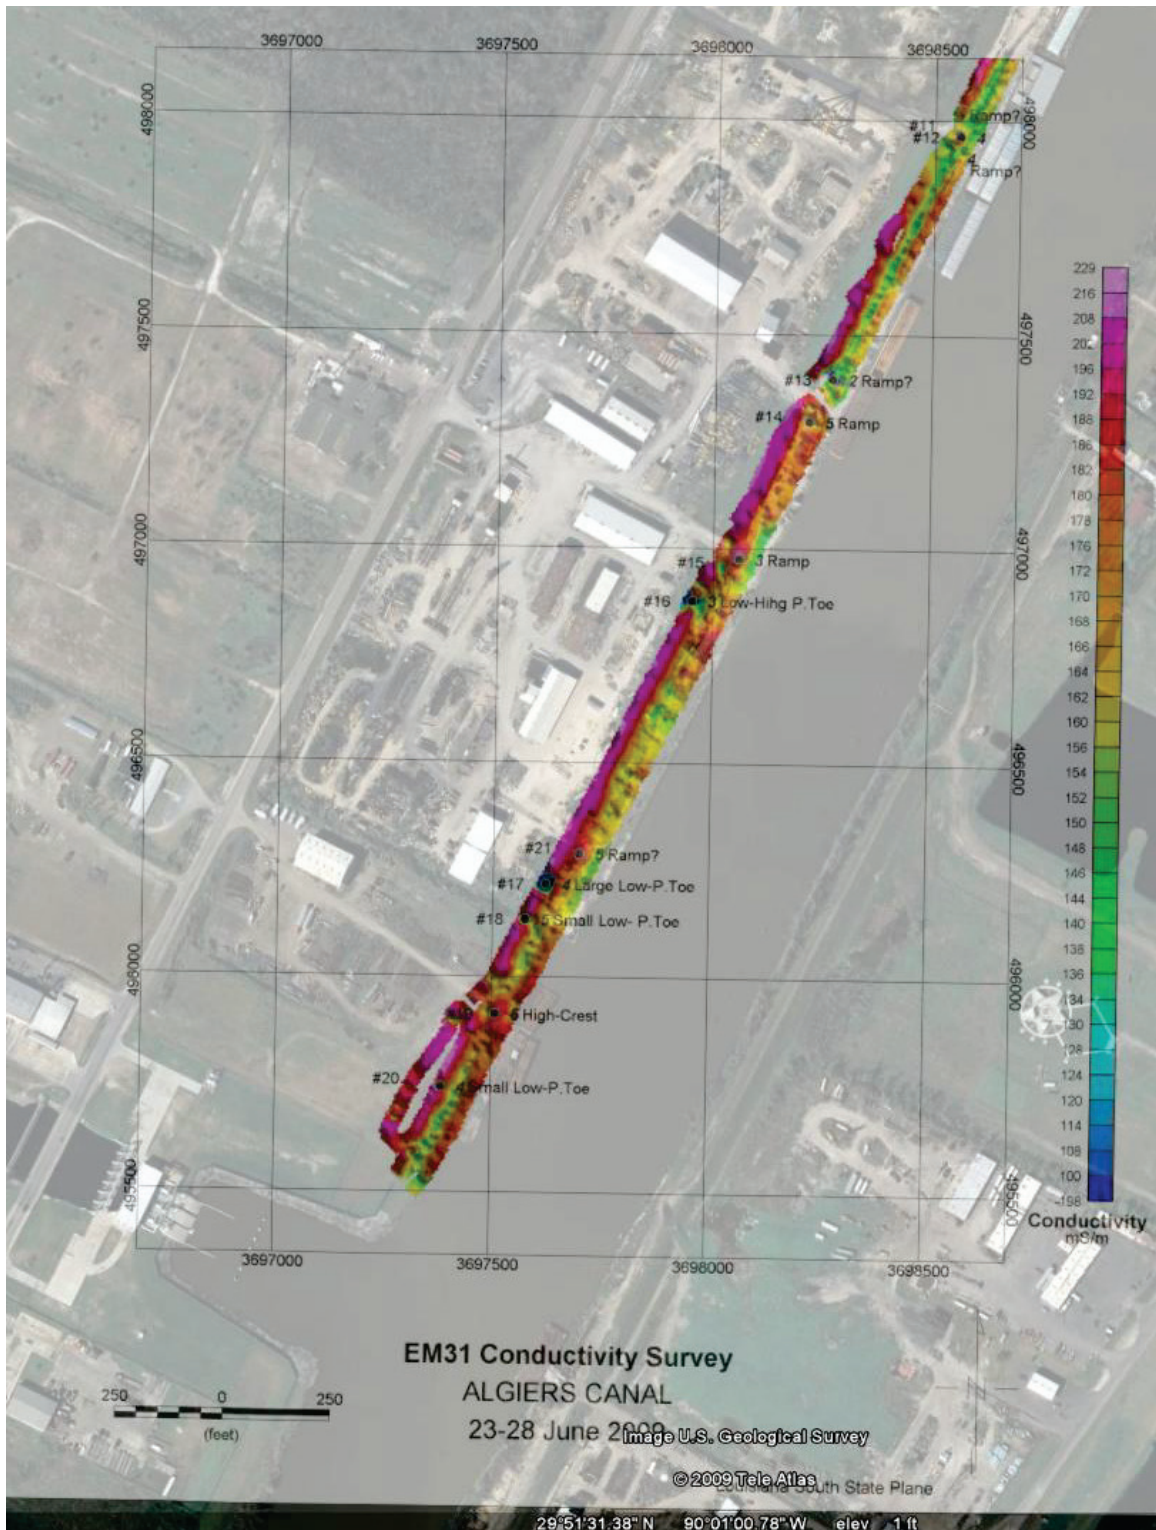 3697000 3697500 3698000 3698500
498000
498000
#11 Ramp?
#12 4
4
Ramp?
497500
497500
#13 2 Ramp?
#14 5 Ramp
497000
497000
#15 3 Ramp
#16 3 Low-Hihg P.Toe
496500
496500
#21 5 Ramp?
#17 4 Large Low-P.Toe
#18 5 Small Low- P.Toe
496000
496000
6 High-Crest
#20 4 Small Low-P.Toe
495500
495500
3697000 3697500 3698000 3698500
229
216
208
202
196
192
188
186
182
180
178
176
172
170
168
166
164
162
160
156
154
152
150
148
146
144
140
138
136
134
130
128
124
120
114
108
100
-198
Conductivity
mS/m
EM31 Conductivity Survey
ALGIERS CANAL
23-28 June 2009
250 0 250
(feet)
Image U.S. Geological Survey
© 2009 Tele Atlas
Louisiana South State Plane
29°51'31.38" N 90°01'00.78" W elev 1 ft